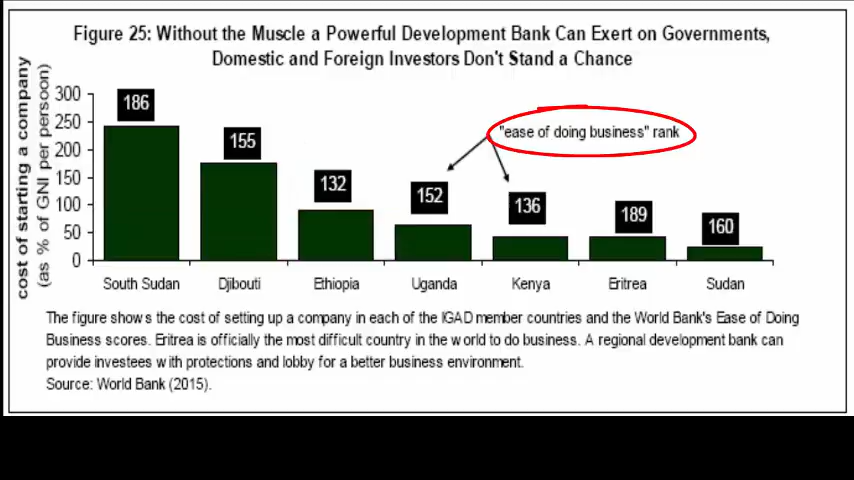 Figure 25: Without the Muscle a Powerful Development Bank Can Exert on Governments,
Domestic and Foreign Investors Don't Stand a Chance
cost of starting a company
(as % of GNI per persoon)
300
250
200
150
100
50
0
186
155
132
152
136
189
160
"ease of doing business" rank
South Sudan
Djibouti
Ethiopia
Uganda
Kenya
Eritrea
Sudan
The figure shows the cost of setting up a company in each of the IGAD member countries and the World Bank's Ease of Doing
Business scores. Eritrea is officially the most difficult country in the world to do business. A regional development bank can
provide investees with protections and lobby for a better business environment.
Source: World Bank (2015).